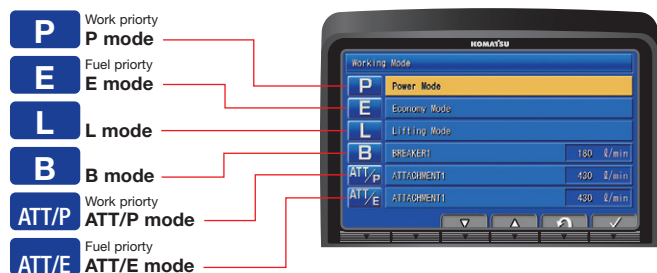 P
Work priorty
P mode
E
Fuel priorty
E mode
L
L mode
B
B mode
ATT/P
Work priorty
ATT/P mode
ATT/E
Fuel priorty
ATT/E mode
KOMATSU
Working Mode
P Power Mode
E Economy Mode
L Lifting Mode
B BREAKER1 180 ℓ/min
ATT/P ATTACHMENT1 430 ℓ/min
ATT/E ATTACHMENT1 430 ℓ/min